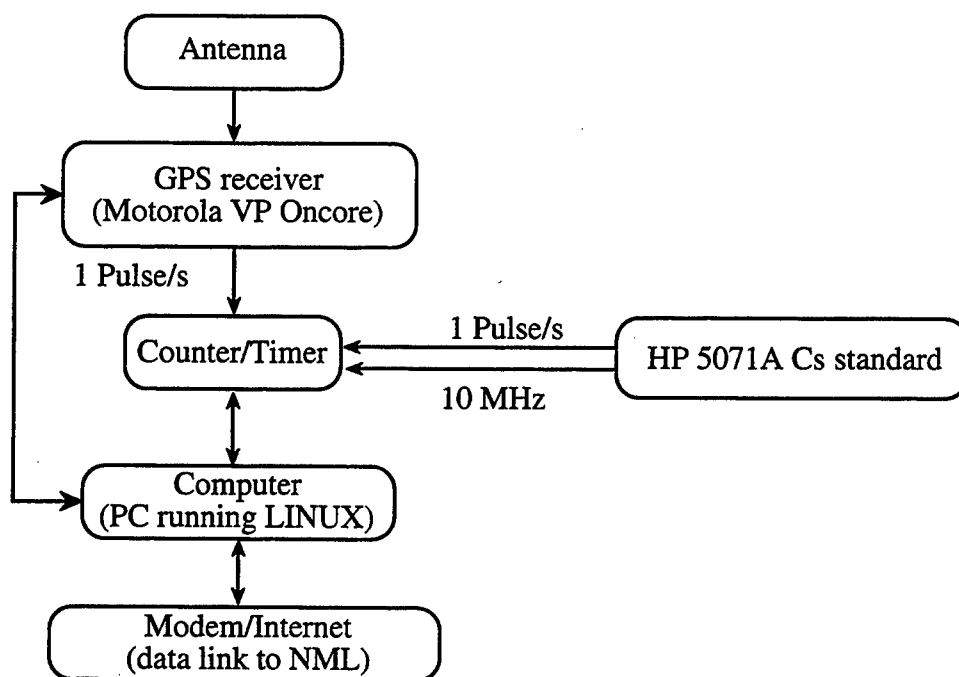 Antenna
GPS receiver
(Motorola VP Oncore)
1 Pulse/s
1 Pulse/s
Counter/Timer
HP 5071A Cs standard
10 MHz
Computer
(PC running LINUX)
Modem/Internet
(data link to NML)